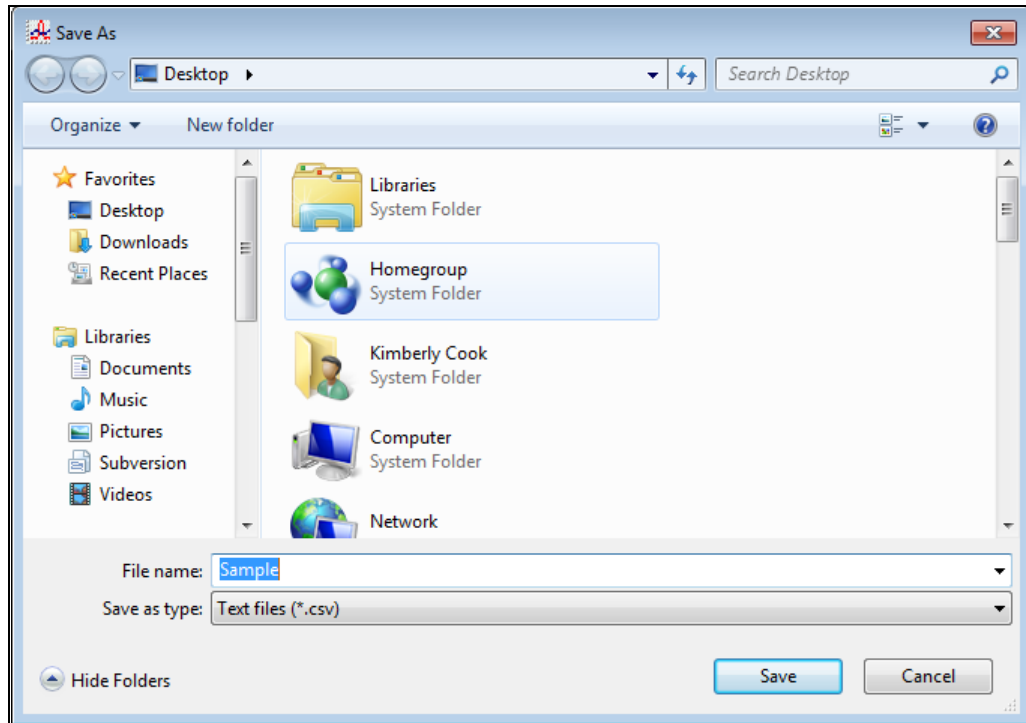 Save As
Desktop
Search Desktop
Organize
New folder
Favorites
Desktop
Downloads
Recent Places
Libraries
Documents
Music
Pictures
Subversion
Videos
Libraries
System Folder
Homegroup
System Folder
Kimberly Cook
System Folder
Computer
System Folder
Network
File name: Sample
Save as type: Text files (*.csv)
Hide Folders
Save
Cancel